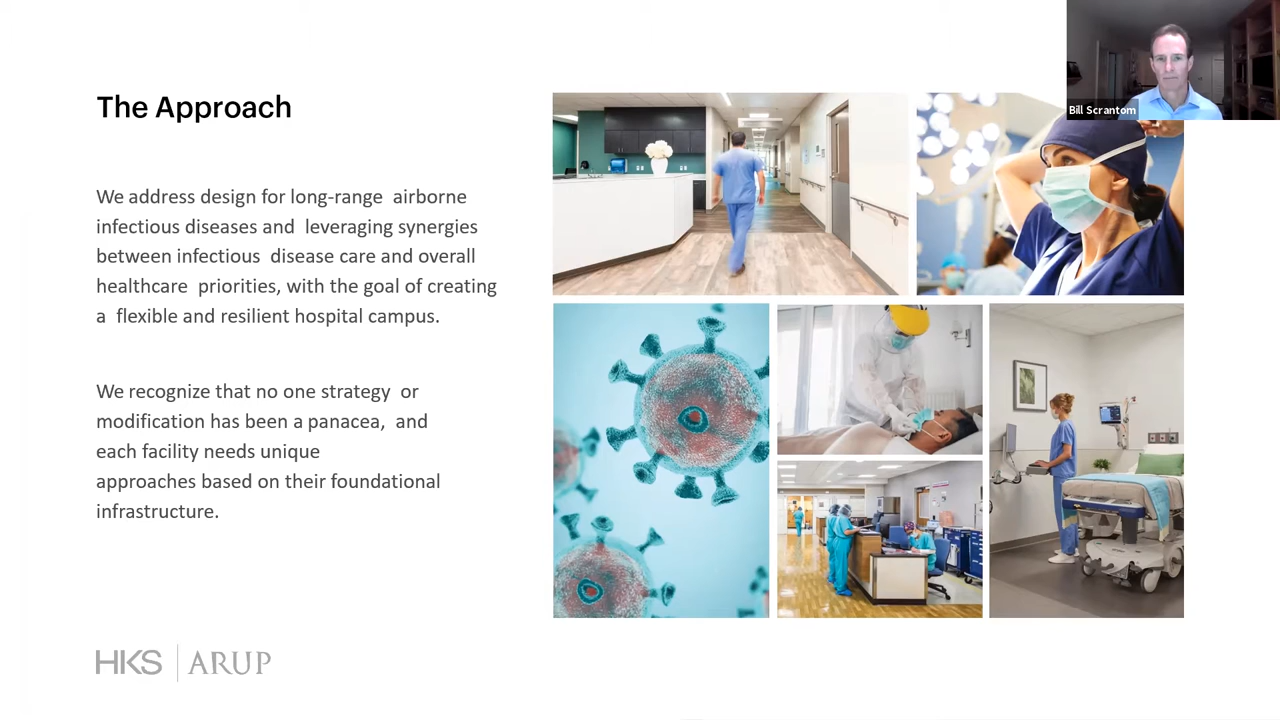 Bill Scrantom
The Approach
We address design for long-range airborne
infectious diseases and leveraging synergies
between infectious disease care and overall
healthcare priorities, with the goal of creating
a flexible and resilient hospital campus.
We recognize that no one strategy or
modification has been a panacea, and
each facility needs unique
approaches based on their foundational
infrastructure.
HKS | ARUP